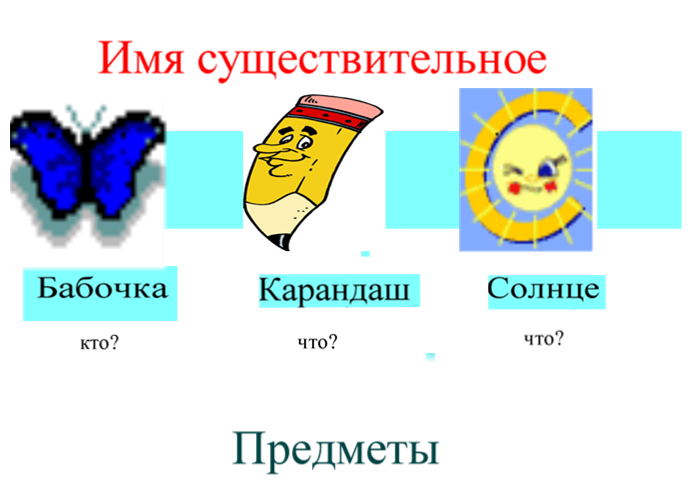 Имя существительное
Бабочка Карандаш Солнце
кто? что? что?
Предметы